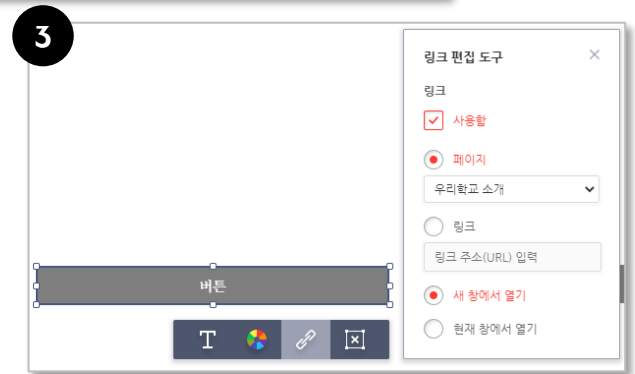 3
링크 편집 도구
링크
사용함
페이지
우리학교 소개
링크
링크 주소(URL) 입력
새 창에서 열기
현재 창에서 열기
버튼
T